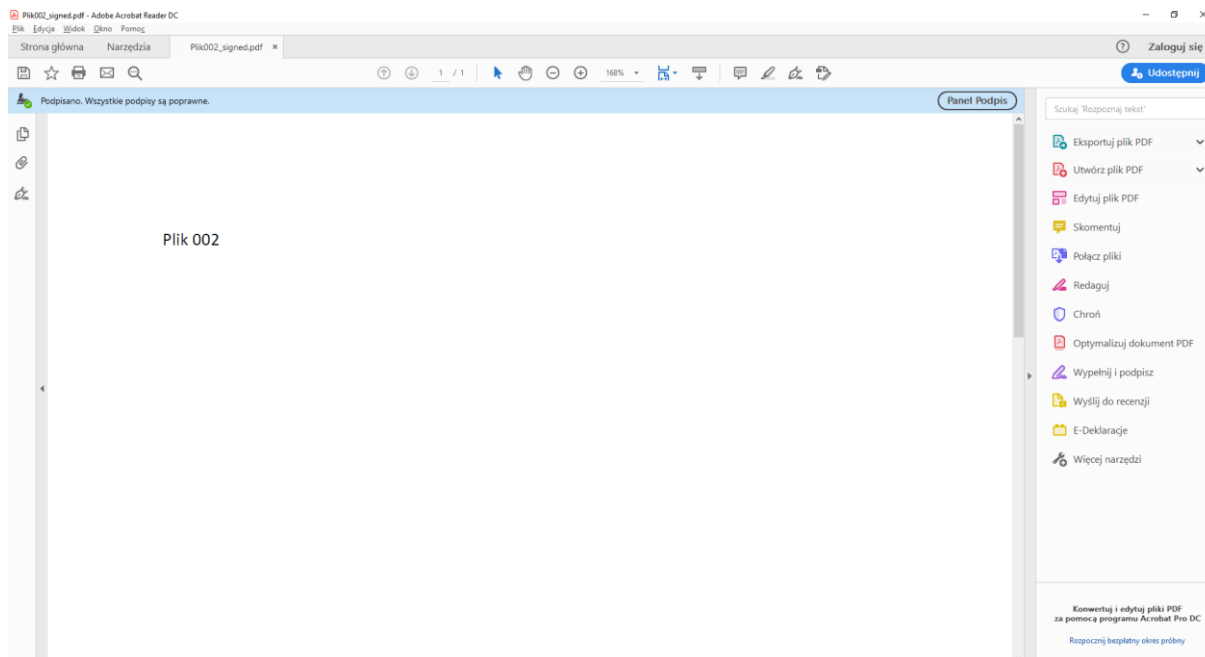 Plik002_signed.pdf - Adobe Acrobat Reader DC
Plik Edycja Widok Okno Pomoc
Strona główna Narzędzia Plik002_signed.pdf × Zaloguj się
1 / 1 168% Udostępnij
Podpisano. Wszystkie podpisy są poprawne. Panel Podpis
Plik 002
Szukaj 'Rozpoznaj tekst'
Eksportuj plik PDF
Utwórz plik PDF
Edytuj plik PDF
Skomentuj
Połącz pliki
Redaguj
Chroń
Optymalizuj dokument PDF
Wypełnij i podpisz
Wyślij do recenzji
E-Deklaracje
Więcej narzędzi
Konwertuj i edytuj pliki PDF
za pomocą programu Acrobat Pro DC
Rozpocznij bezpłatny okres próbny